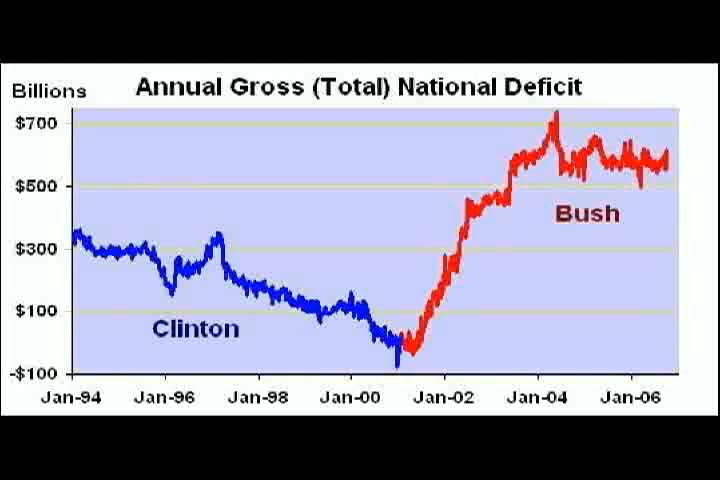 Annual Gross (Total) National Deficit
Billions
$700
$500
$300
$100
-$100
Clinton
Bush
Jan-94 Jan-96 Jan-98 Jan-00 Jan-02 Jan-04 Jan-06